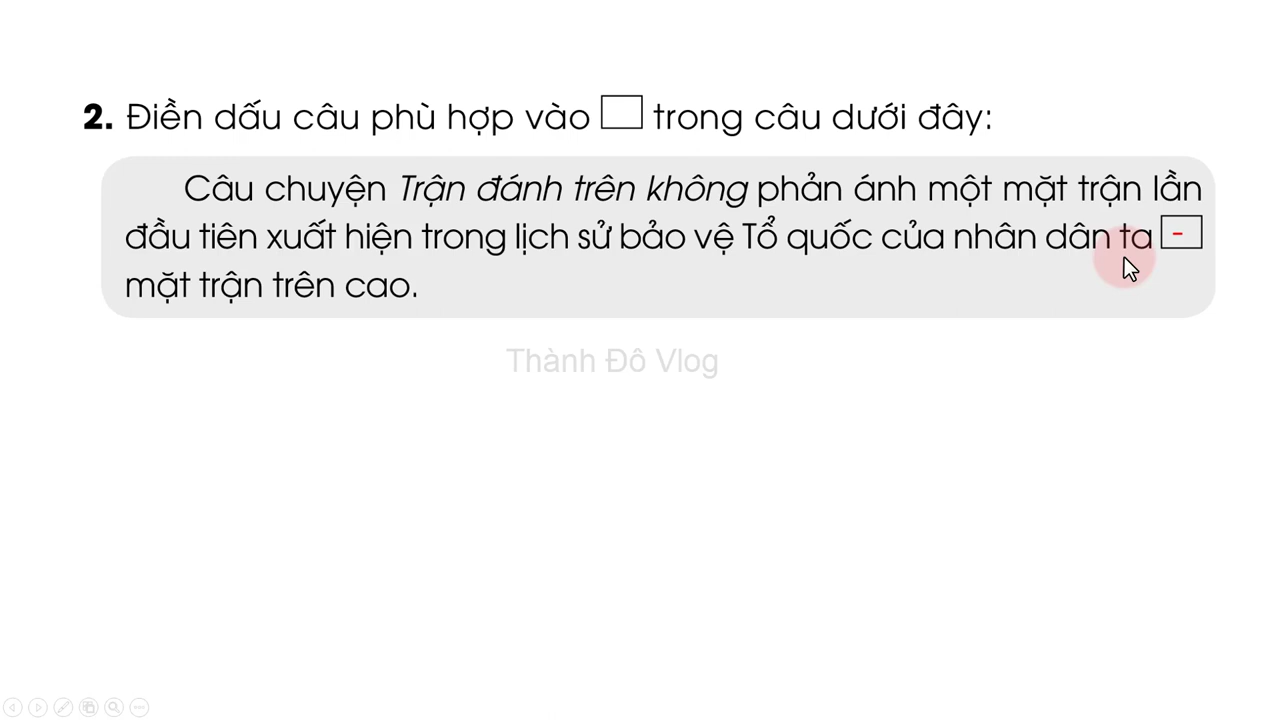 2. Điền dấu câu phù hợp vào □ trong câu dưới đây:
Câu chuyện Trận đánh trên không phản ánh một mặt trận lần
đầu tiên xuất hiện trong lịch sử bảo vệ Tổ quốc của nhân dân ta -
mặt trận trên cao.
Thành Đô Vlog